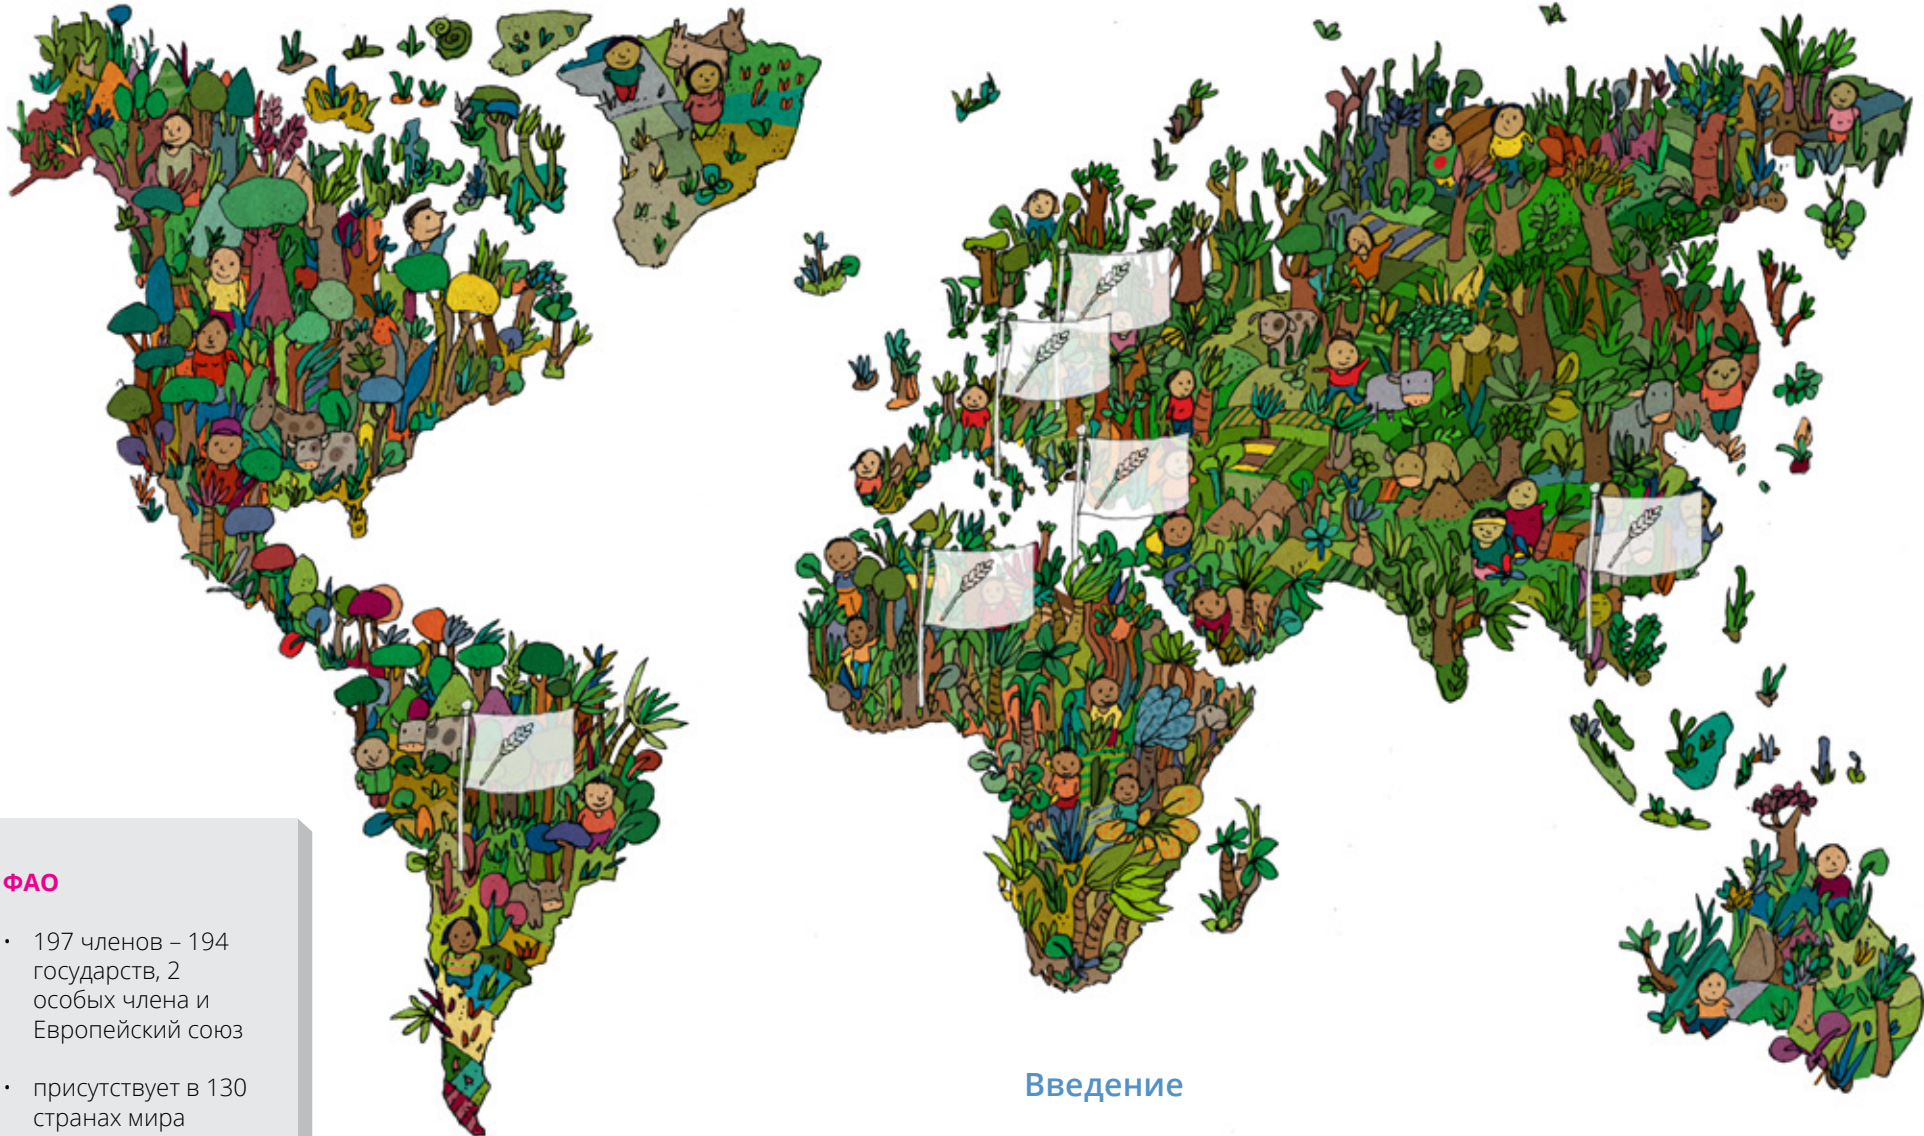 ФАО
• 197 членов – 194
государств, 2
особых члена и
Европейский союз
• присутствует в 130
странах мира
Введение